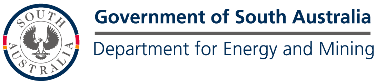 SOUTH
AUSTRALIA
Government of South Australia
Department for Energy and Mining